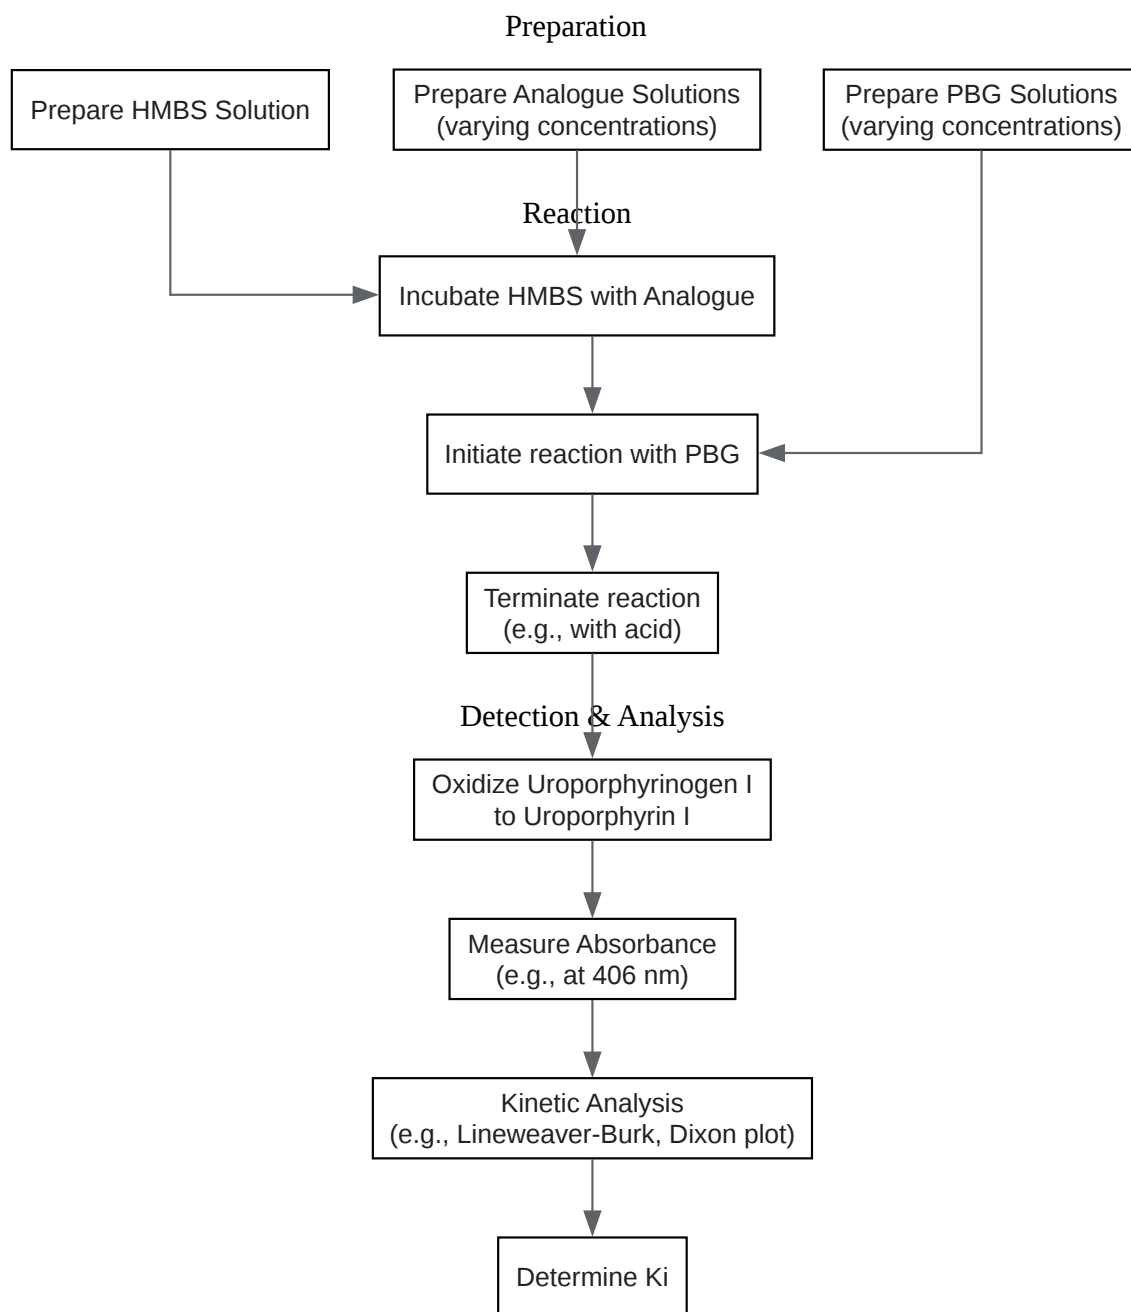 Preparation
Prepare HMBS Solution
Prepare Analogue Solutions
(varying concentrations)
Prepare PBG Solutions
(varying concentrations)
Reaction
Incubate HMBS with Analogue
Initiate reaction with PBG
Terminate reaction
(e.g., with acid)
Detection & Analysis
Oxidize Uroporphyrinogen I
to Uroporphyrin I
Measure Absorbance
(e.g., at 406 nm)
Kinetic Analysis
(e.g., Lineweaver-Burk, Dixon plot)
Determine Ki